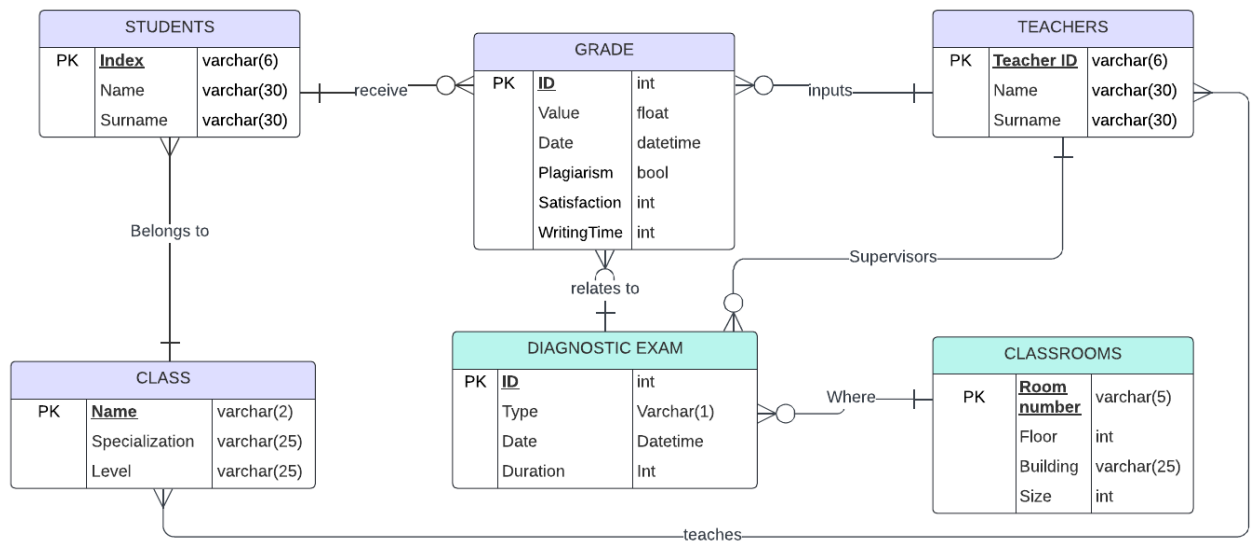 STUDENTS
PK Index varchar(6)
Name varchar(30)
Surname varchar(30)
receive
GRADE
PK ID int
Value float
Date datetime
Plagiarism bool
Satisfaction int
WritingTime int
inputs
TEACHERS
PK Teacher ID varchar(6)
Name varchar(30)
Surname varchar(30)
Belongs to
relates to
Supervisors
CLASS
PK Name varchar(2)
Specialization varchar(25)
Level varchar(25)
DIAGNOSTIC EXAM
PK ID int
Type Varchar(1)
Date Datetime
Duration Int
Where
CLASSROOMS
PK Room
number varchar(5)
Floor int
Building varchar(25)
Size int
teaches